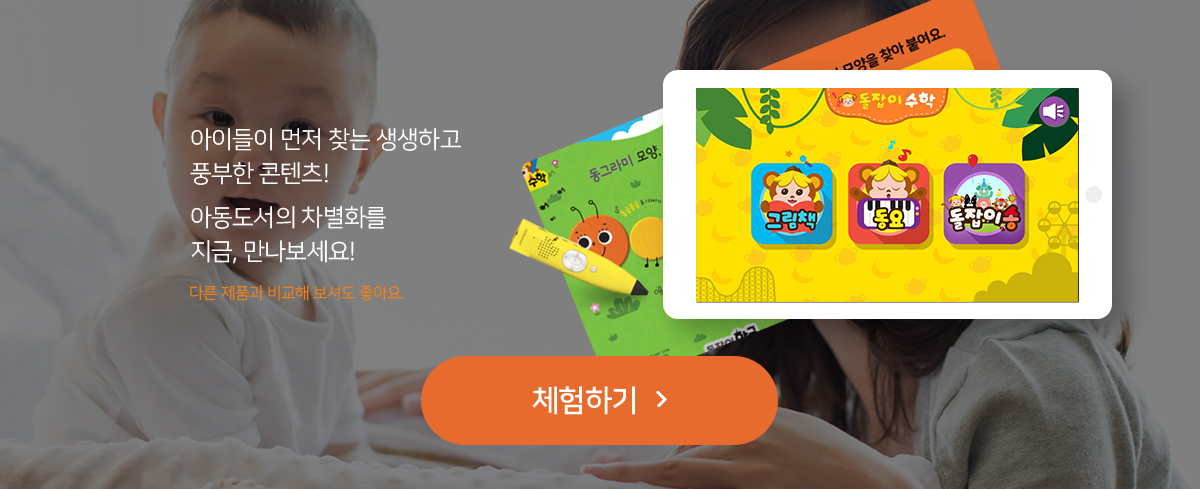 아이들이 먼저 찾는 생생하고
풍부한 콘텐츠!
아동도서의 차별화를
지금, 만나보세요!
다른 제품과 비교해 보셔도 좋아요.
모양을 찾아 붙여요.
수학
동그라미 모양,
돌잡이 수학
그림책
동요
돌잡이 송
체험하기 >